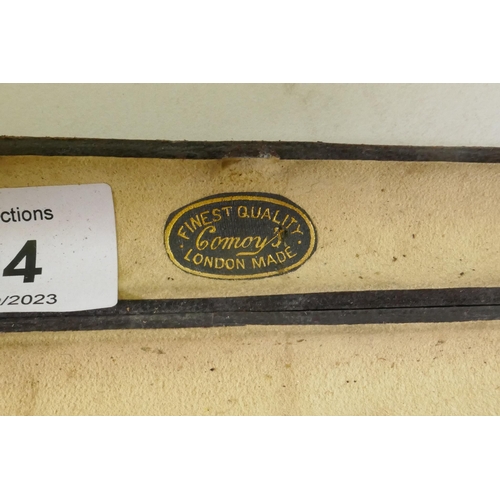 ctions
4
/2023
FINEST QUALITY
Comoy's
LONDON MADE